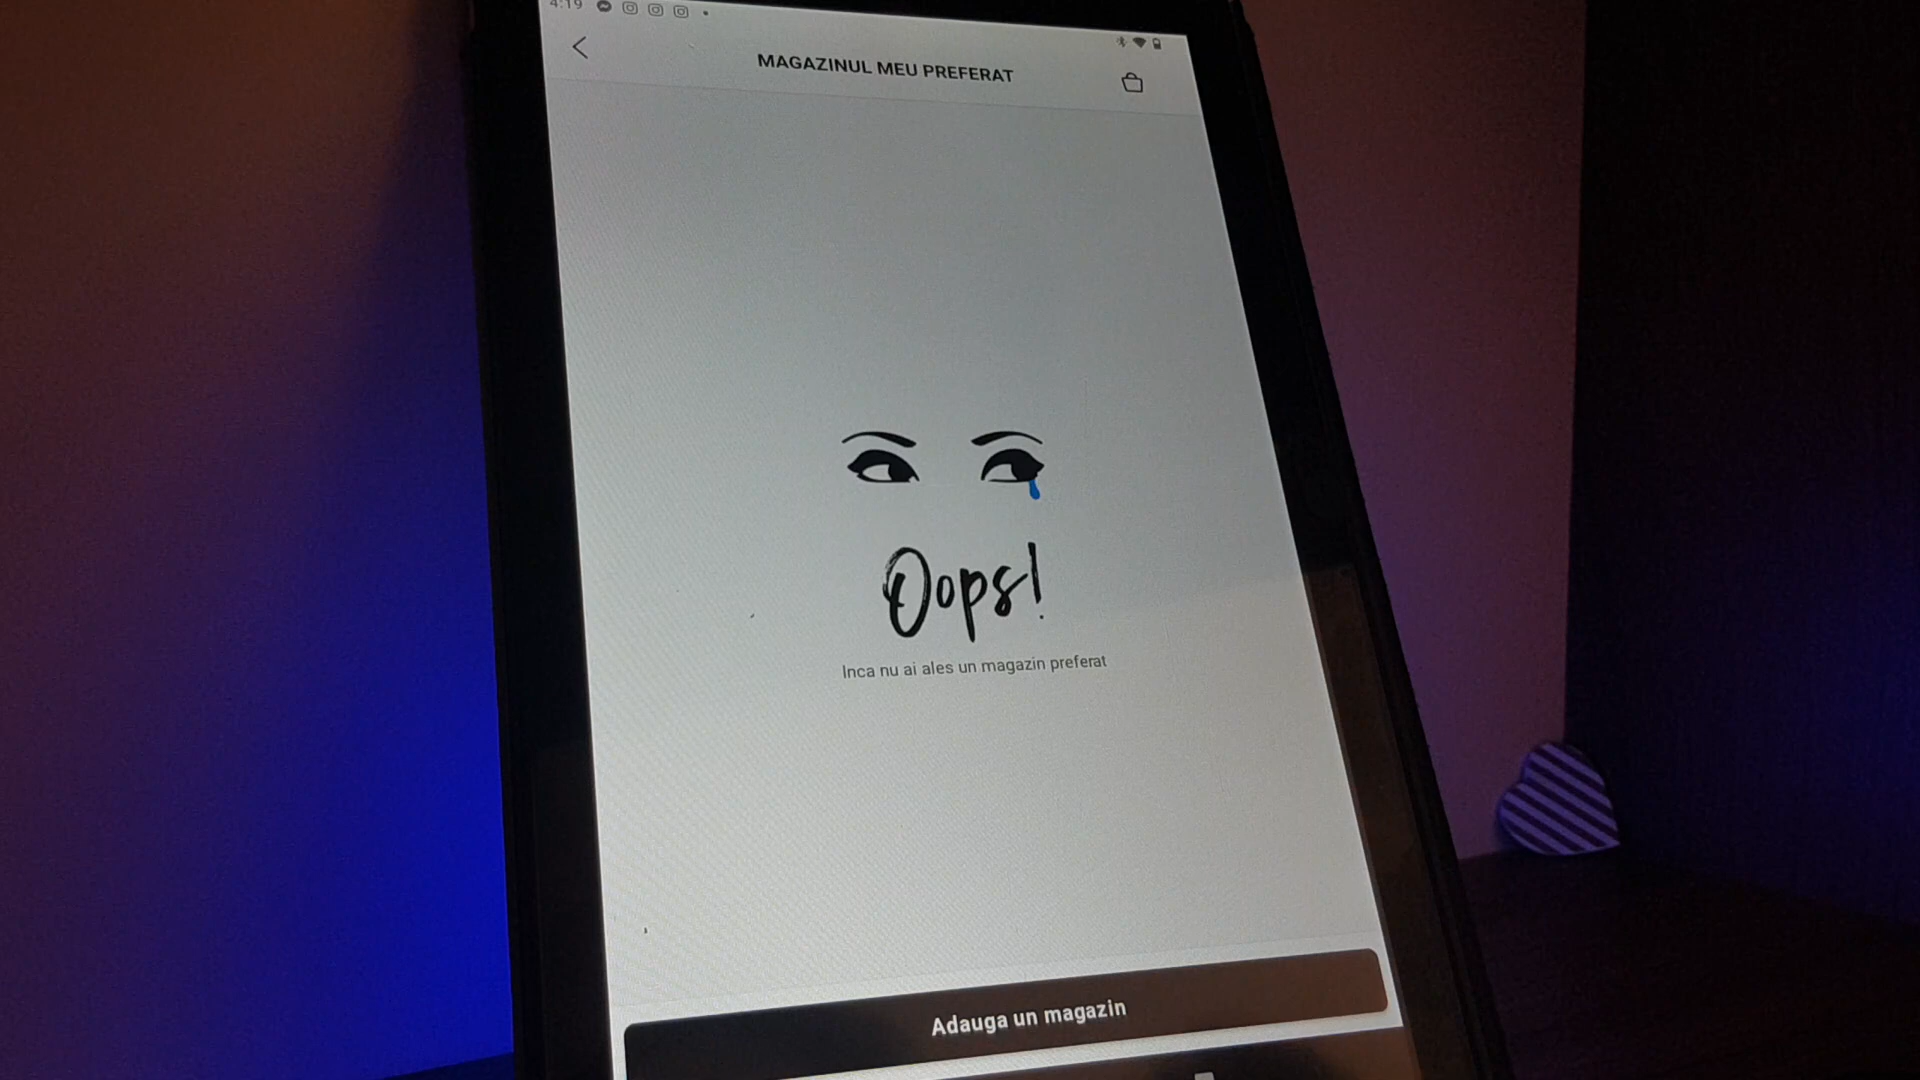 4:19
MAGAZINUL MEU PREFERAT
Oops!
Inca nu ai ales un magazin preferat
Adauga un magazin